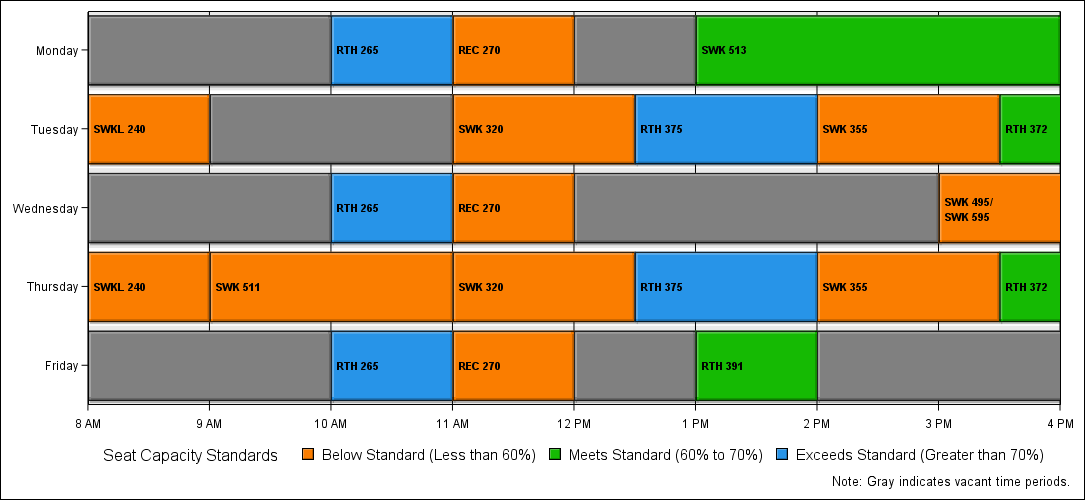 Monday
RTH 265
REC 270
SWK 513
Tuesday
SWKL 240
SWK 320
RTH 375
SWK 355
RTH 372
Wednesday
RTH 265
REC 270
SWK 495/
SWK 595
Thursday
SWKL 240
SWK 511
SWK 320
RTH 375
SWK 355
RTH 372
Friday
RTH 265
REC 270
RTH 391
8 AM 9 AM 10 AM 11 AM 12 PM 1 PM 2 PM 3 PM 4 PM
Seat Capacity Standards Below Standard (Less than 60%) Meets Standard (60% to 70%) Exceeds Standard (Greater than 70%)
Note: Gray indicates vacant time periods.